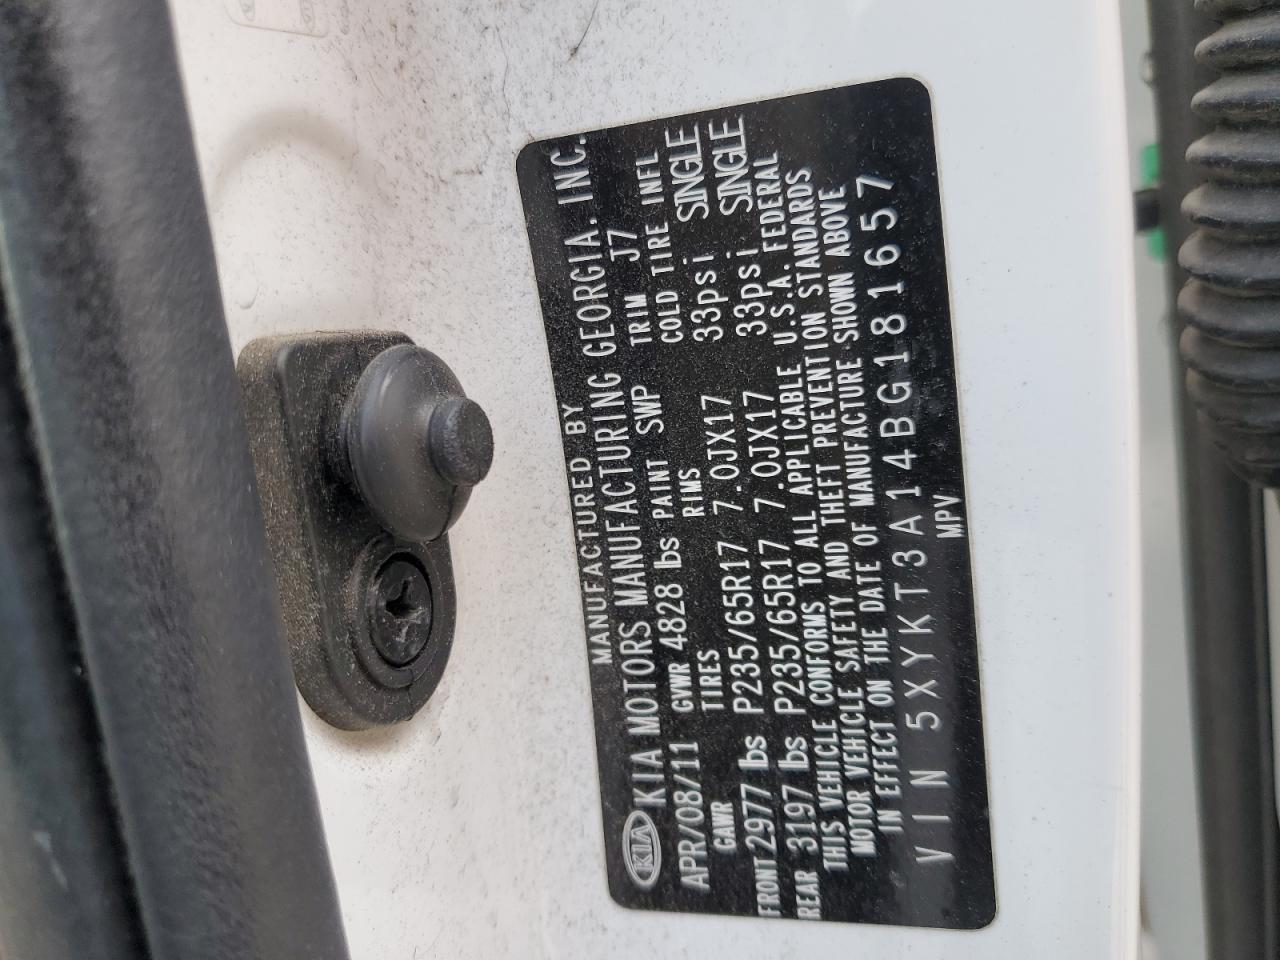 MANUFACTURED BY
KIA KIA MOTORS MANUFACTURING GEORGIA. INC.
APR/08/11 GVWR 4828 lbs PAINT SWP TRIM J7
GAWR TIRES RIMS COLD TIRE INFL
FRONT 2977 lbs P235/65R17 7.0JX17 33psi SINGLE
REAR 3197 lbs P235/65R17 7.0JX17 33psi SINGLE
THIS VEHICLE CONFORMS TO ALL APPLICABLE U.S.A. FEDERAL
MOTOR VEHICLE SAFETY AND THEFT PREVENTION STANDARDS
IN EFFECT ON THE DATE OF MANUFACTURE SHOWN ABOVE
VIN 5XYKT3A14BG181657
MPV